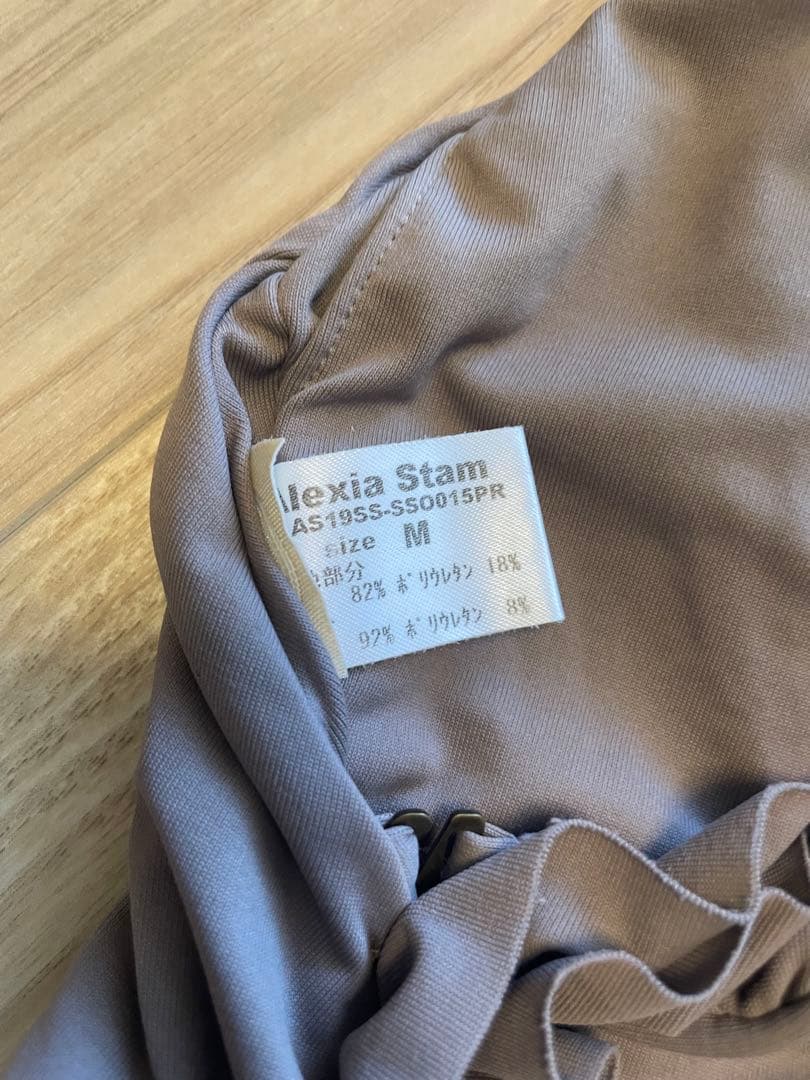 Alexia Stam
AS19SS-SSO015PR
size M
部分
82% ポリウレタン 18%
92% ポリウレタン 8%